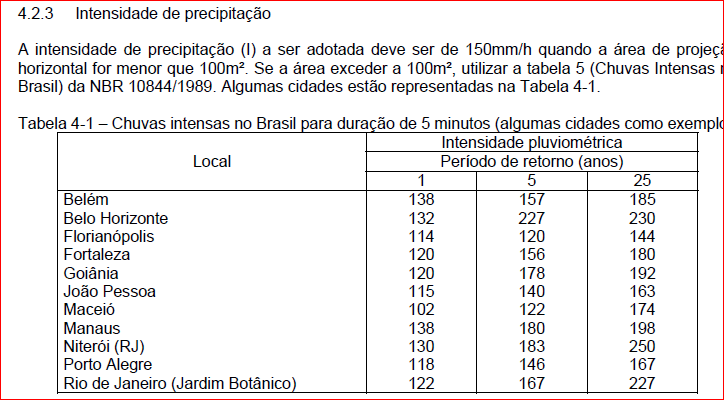 4.2.3 Intensidade de precipitação
A intensidade de precipitação (I) a ser adotada deve ser de 150mm/h quando a área de
horizontal for menor que 100m². Se a área exceder a 100m², utilizar a tabela 5 (Chuvas Intensas
Brasil) da NBR 10844/1989. Algumas cidades estão representadas na Tabela 4-1.
Tabela 4-1 – Chuvas intensas no Brasil para duração de 5 minutos (algumas cidades como
Local Intensidade pluviométrica
Período de retorno (anos)
1 5 25
Belém 138 157 185
Belo Horizonte 132 227 230
Florianópolis 114 120 144
Fortaleza 120 156 180
Goiânia 120 178 192
João Pessoa 115 140 163
Maceió 102 122 174
Manaus 138 180 198
Niterói (RJ) 130 183 250
Porto Alegre 118 146 167
Rio de Janeiro (Jardim Botânico) 122 167 227